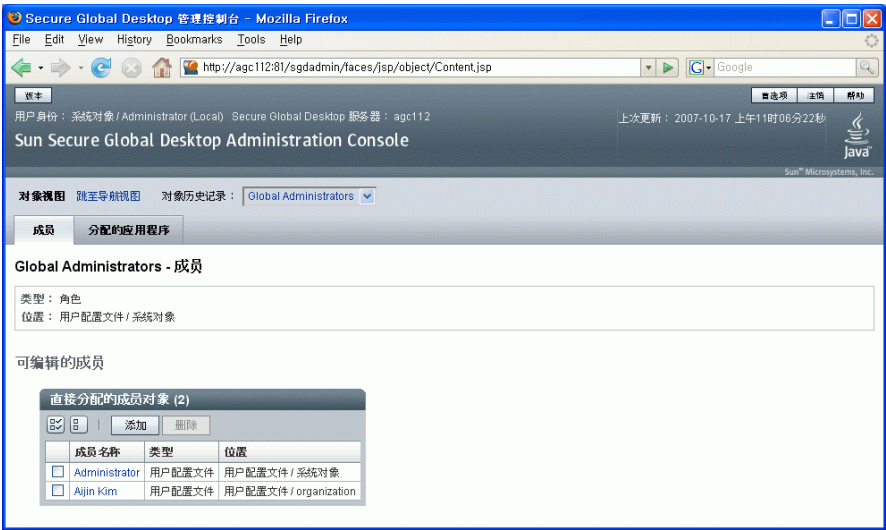 Secure Global Desktop 管理控制台 - Mozilla Firefox
File Edit View History Bookmarks Tools Help
http://agc112:81/sgdadmin/faces/jsp/object/Content.jsp
G Google
版本 首选项 注销 帮助
用户身份： 系统对象 / Administrator (Local) Secure Global Desktop 服务器： agc112 上次更新： 2007-10-17 上午11时06分22秒
Sun Secure Global Desktop Administration Console
Java™
Sun™ Microsystems, Inc.
对象视图 跳至导航视图 对象历史记录： Global Administrators
成员 分配的应用程序
Global Administrators - 成员
类型： 角色
位置： 用户配置文件 / 系统对象
可编辑的成员
直接分配的成员对象 (2)
添加 删除
成员名称 类型 位置
Administrator 用户配置文件 用户配置文件 / 系统对象
Aijin Kim 用户配置文件 用户配置文件 / organization